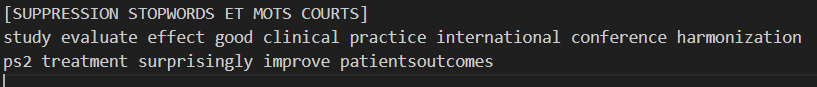 [SUPPRESSION STOPWORDS ET MOTS COURTS]
study evaluate effect good clinical practice international conference harmonization
ps2 treatment surprisingly improve patientsoutcomes